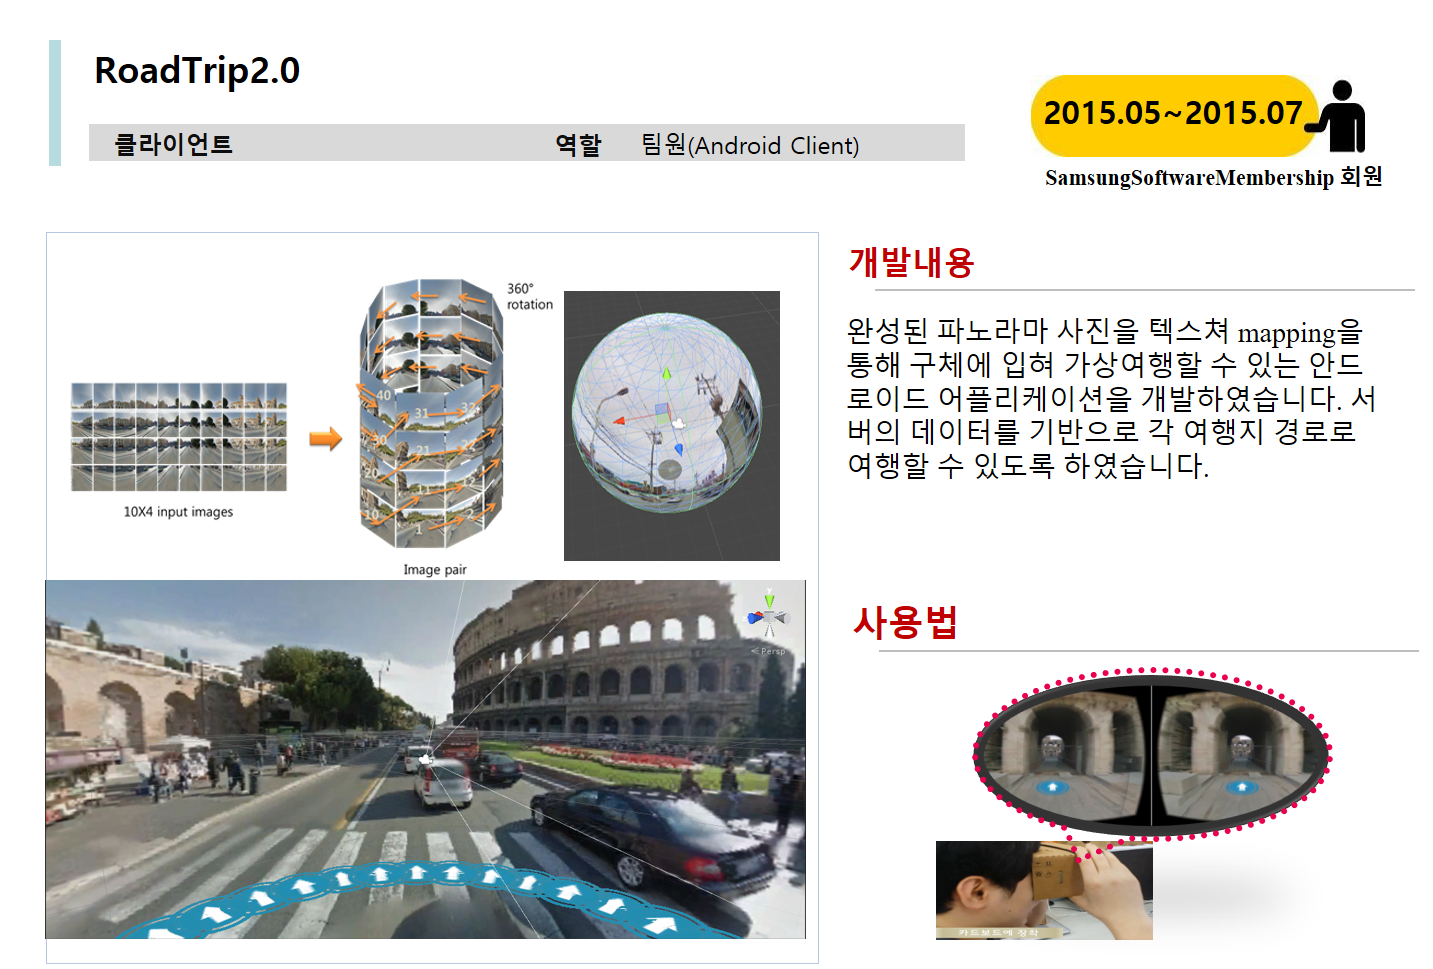 RoadTrip2.0
클라이언트 역할 팀원(Android Client)
2015.05~2015.07
SamsungSoftwareMembership 회원
360°
rotation
40 31 32
30 21 22
20 11 12
10 1 2
10X4 input images
Image pair
y
< Persp
개발내용
완성된 파노라마 사진을 텍스쳐 mapping을
통해 구체에 입혀 가상여행할 수 있는 안드
로이드 어플리케이션을 개발하였습니다. 서
버의 데이터를 기반으로 각 여행지 경로로
여행할 수 있도록 하였습니다.
사용법
카드보드에 장착